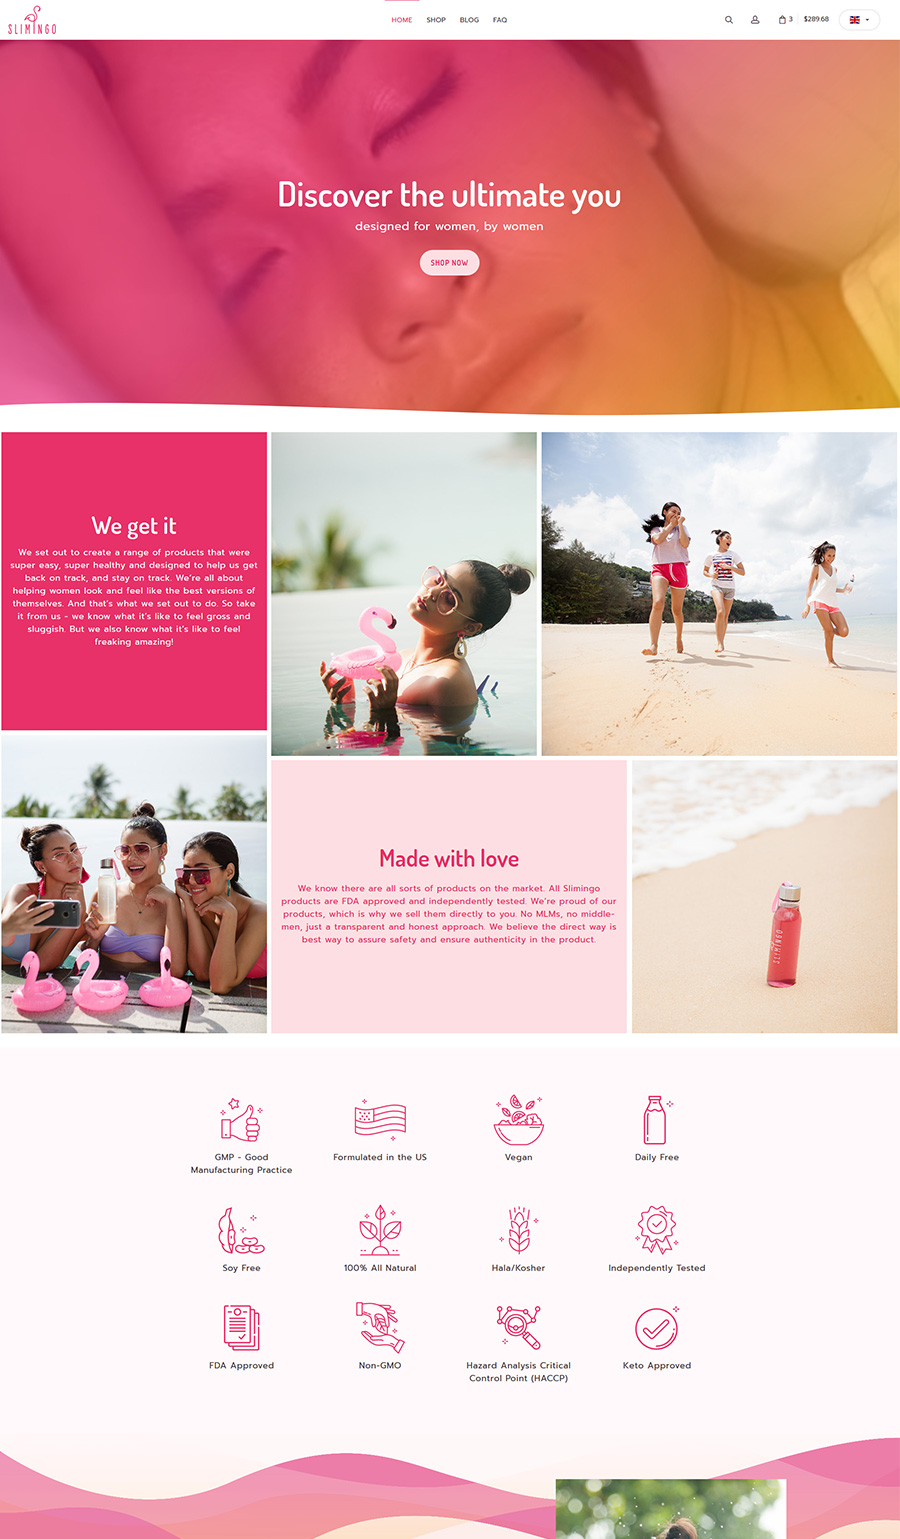 SLIMINGO
HOME SHOP BLOG FAQ
3 $289.68
Discover the ultimate you
designed for women, by women
SHOP NOW
We get it
We set out to create a range of products that were
super easy, super healthy and designed to help us get
back on track, and stay on track. We're all about
helping women look and feel like the best versions of
themselves. And that's what we set out to do. So take
it from us - we know what it's like to feel gross and
sluggish. But we also know what it's like to feel
freaking amazing!
Made with love
We know there are all sorts of products on the market. All Slimingo
products are FDA approved and independently tested. We're proud of our
products, which is why we sell them directly to you. No MLMs, no middle-
men, just a transparent and honest approach. We believe the direct way is
best way to assure safety and ensure authenticity in the product.
SLIMINGO
GMP - Good
Manufacturing Practice
Formulated in the US
Vegan
Daily Free
Soy Free
100% All Natural
Hala/Kosher
Independently Tested
FDA Approved
Non-GMO
Hazard Analysis Critical
Control Point (HACCP)
Keto Approved